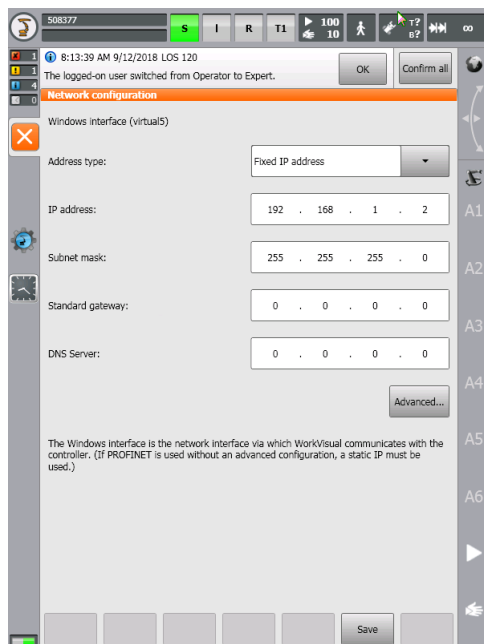 508377
S I R T1 100 10 T? B? ∞
1
1
4
0
8:13:39 AM 9/12/2018 LOS 120
The logged-on user switched from Operator to Expert.
OK
Confirm all
Network configuration
Windows interface (virtual5)
Address type: Fixed IP address
IP address: 192 . 168 . 1 . 2
Subnet mask: 255 . 255 . 255 . 0
Standard gateway: 0 . 0 . 0 . 0
DNS Server: 0 . 0 . 0 . 0
Advanced...
The Windows interface is the network interface via which WorkVisual communicates with the
controller. (If PROFINET is used without an advanced configuration, a static IP must be
used.)
Save
A1
A2
A3
A4
A5
A6